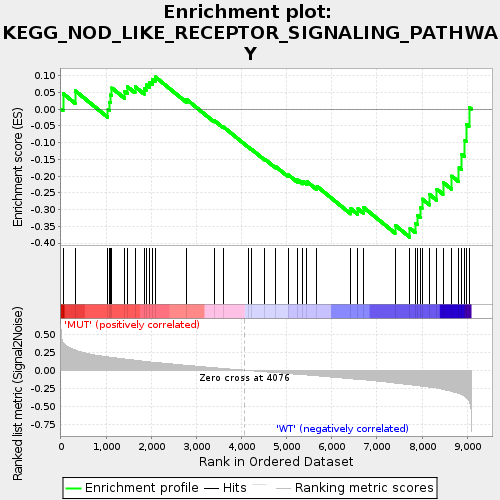 Enrichment plot:
KEGG_NOD_LIKE_RECEPTOR_SIGNALING_PATHWA
Y
Enrichment score (ES)
0.10
0.05
0.00
-0.05
-0.10
-0.15
-0.20
-0.25
-0.30
-0.35
-0.40
'MUT' (positively correlated)
Ranked list metric (Signal2Noise)
0.50
0.25
0.00
-0.25
-0.50
-0.75
Zero cross at 4076
'WT' (negatively correlated)
0 1,000 2,000 3,000 4,000 5,000 6,000 7,000 8,000 9,000
Rank in Ordered Dataset
Enrichment profile Hits Ranking metric scores